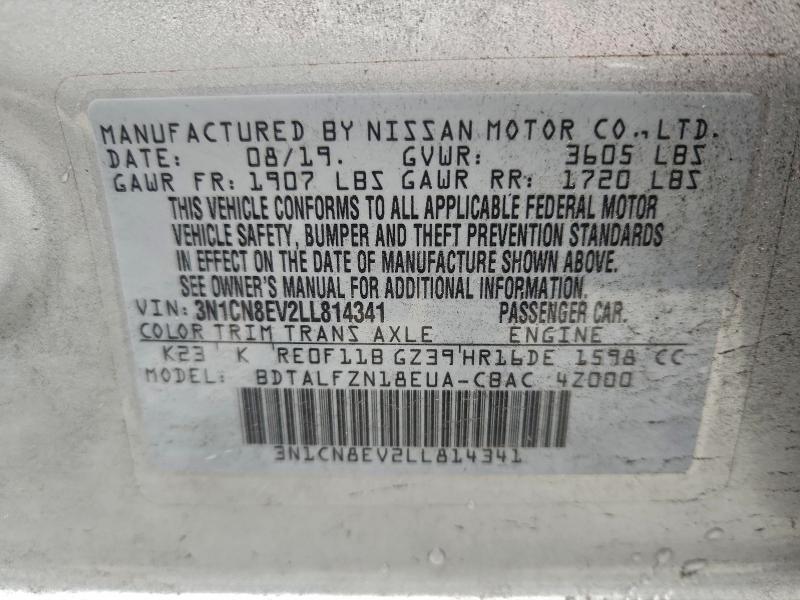 MANUFACTURED BY NISSAN MOTOR CO., LTD.
DATE: 08/19. GVWR: 3605 LBS
GAWR FR: 1907 LBS GAWR RR: 1720 LBS
THIS VEHICLE CONFORMS TO ALL APPLICABLE FEDERAL MOTOR
VEHICLE SAFETY, BUMPER AND THEFT PREVENTION STANDARDS
IN EFFECT ON THE DATE OF MANUFACTURE SHOWN ABOVE.
SEE OWNER'S MANUAL FOR ADDITIONAL INFORMATION.
VIN: 3N1CN8EV2LL814341 PASSENGER CAR.
COLOR TRIM TRANS AXLE ENGINE
K23 K RE0F11B GZ39 HR16DE 1598 CC
MODEL: BDTALFZN18EUA-CBAC 4Z000
3N1CN8EV2LL814341